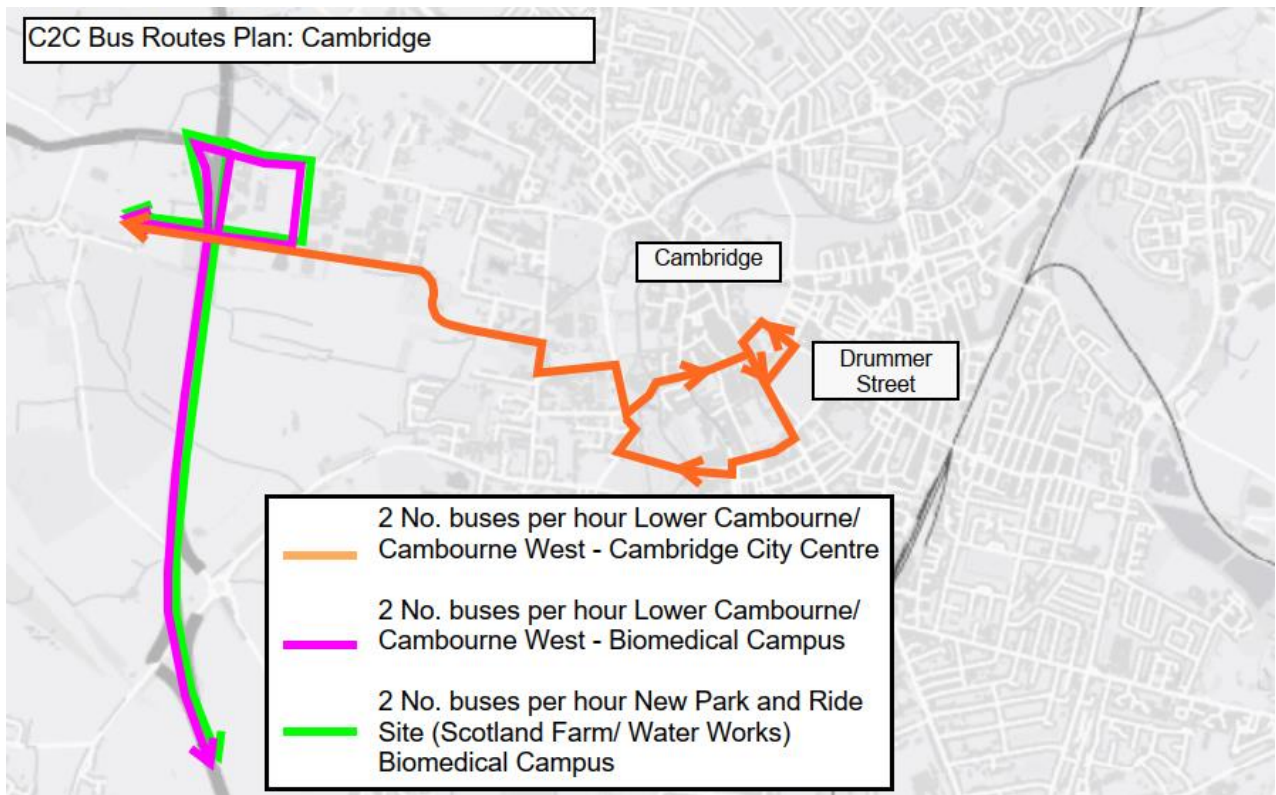 C2C Bus Routes Plan: Cambridge
Cambridge
Drummer
Street
2 No. buses per hour Lower Cambourne/
Cambourne West - Cambridge City Centre
2 No. buses per hour Lower Cambourne/
Cambourne West - Biomedical Campus
2 No. buses per hour New Park and Ride
Site (Scotland Farm/ Water Works)
Biomedical Campus